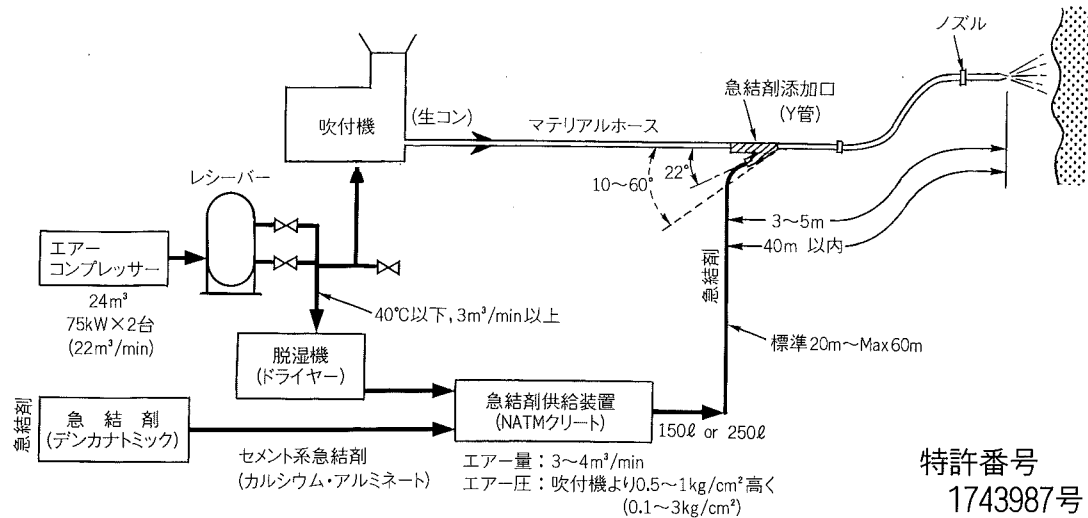 ノズル
急結剤添加口
(Y管)
(生コン)
マテリアルホース
吹付機
22°
10～60°
レシーバー
3～5m
40m 以内
エアー
コンプレッサー
24m³
75kW×2台
(22m³/min)
急結剤
40℃以下, 3m³/min以上
標準20m～Max60m
脱湿機
(ドライヤー)
急結剤供給装置
(NATMクリート)
150ℓ or 250ℓ
急結剤
急 結 剤
(デンカナトミック)
セメント系急結剤
(カルシウム・アルミネート)
エアー量：3～4m³/min
エアー圧：吹付機より0.5～1kg/cm²高く
(0.1～3kg/cm²)
特許番号
1743987号